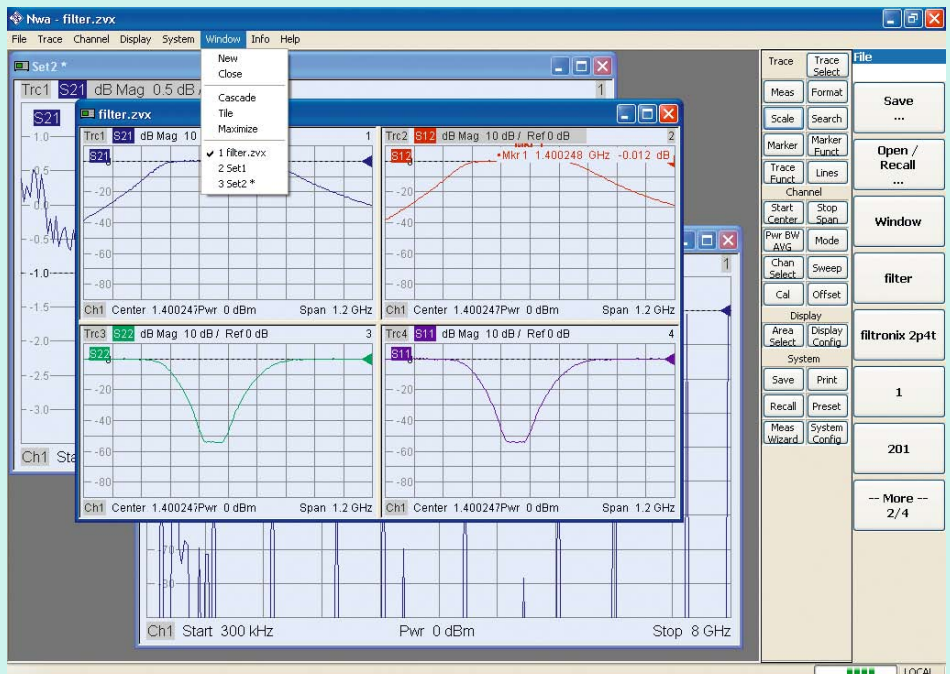 Nwa - filter.zvx
File Trace Channel Display System Window Info Help
New
Close
Cascade
Tile
Maximize
1 filter.zvx
2 Set1
3 Set2 *
Set2 *
Trc1 S21 dB Mag 0.5 dB / 1
S21
-1.0
-0.5
-1.0
-1.5
-2.0
-2.5
-3.0
Ch1
filter.zvx
Trc1 S21 dB Mag 10 1
S21
-20
-40
-60
-80
Ch1 Center 1.400247 Pwr 0 dBm Span 1.2 GHz
Trc2 S12 dB Mag 10 dB / Ref 0 dB 2
S12
•Mkr 1 1.400248 GHz -0.012 dB
-20
-40
-60
-80
Ch1 Center 1.400247 Pwr 0 dBm Span 1.2 GHz
Trc3 S22 dB Mag 10 dB / Ref 0 dB 3
S22
-20
-40
-60
-80
Ch1 Center 1.400247 Pwr 0 dBm Span 1.2 GHz
Trc4 S11 dB Mag 10 dB / Ref 0 dB 4
S11
-20
-40
-60
-80
Ch1 Center 1.400247 Pwr 0 dBm Span 1.2 GHz
1
-70
-80
Ch1 Start 300 kHz Pwr 0 dBm Stop 8 GHz
Trace
Trace Select
Meas Format
Scale Search
Marker Marker Funct
Trace Funct Lines
Channel
Start Center Stop Span
Pwr BW AVG Mode
Chan Select Sweep
Cal Offset
Display
Area Select Display Config
System
Save Print
Recall Preset
Meas Wizard System Config
File
Save
...
Open /
Recall
...
Window
filter
filtronix 2p4t
1
201
-- More --
2/4
LOCAL